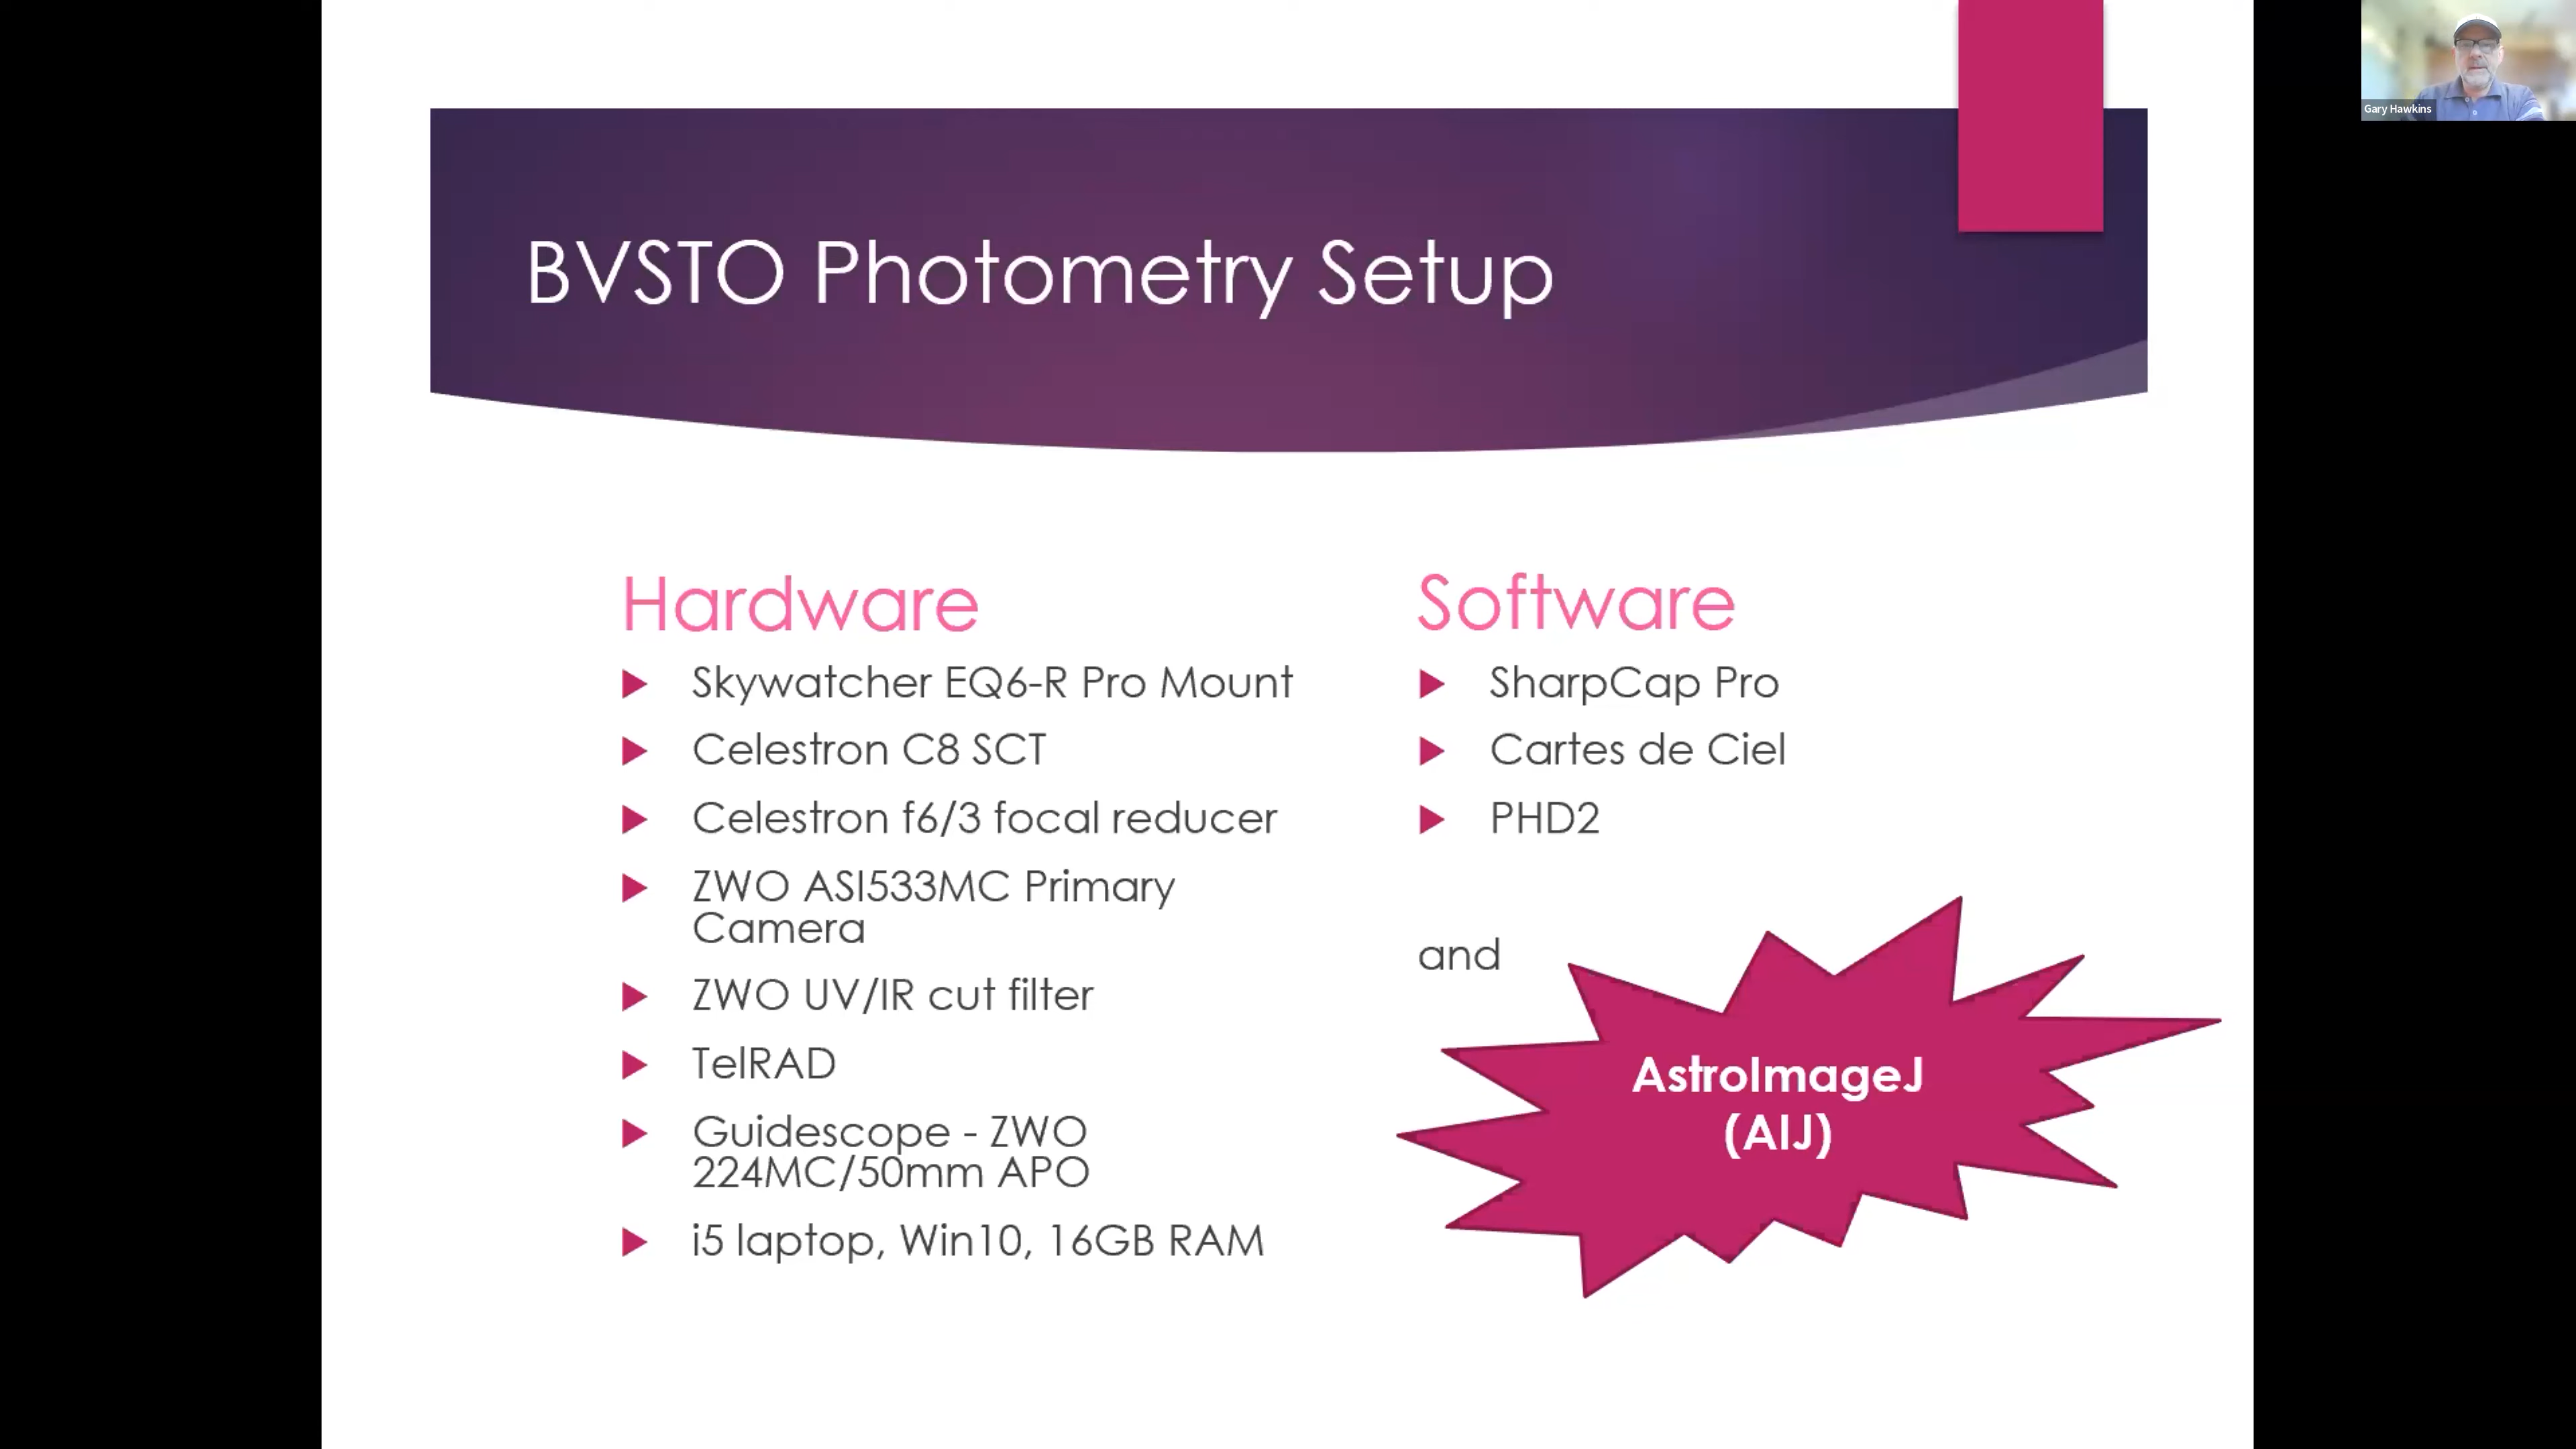 BVSTO Photometry Setup
Hardware
Skywatcher EQ6-R Pro Mount
Celestron C8 SCT
Celestron f6/3 focal reducer
ZWO ASI533MC Primary
Camera
ZWO UV/IR cut filter
TelRAD
Guidescope - ZWO
224MC/50mm APO
i5 laptop, Win10, 16GB RAM
Software
SharpCap Pro
Cartes de Ciel
PHD2
and
AstroImageJ
(AIJ)
Gary Hawkins